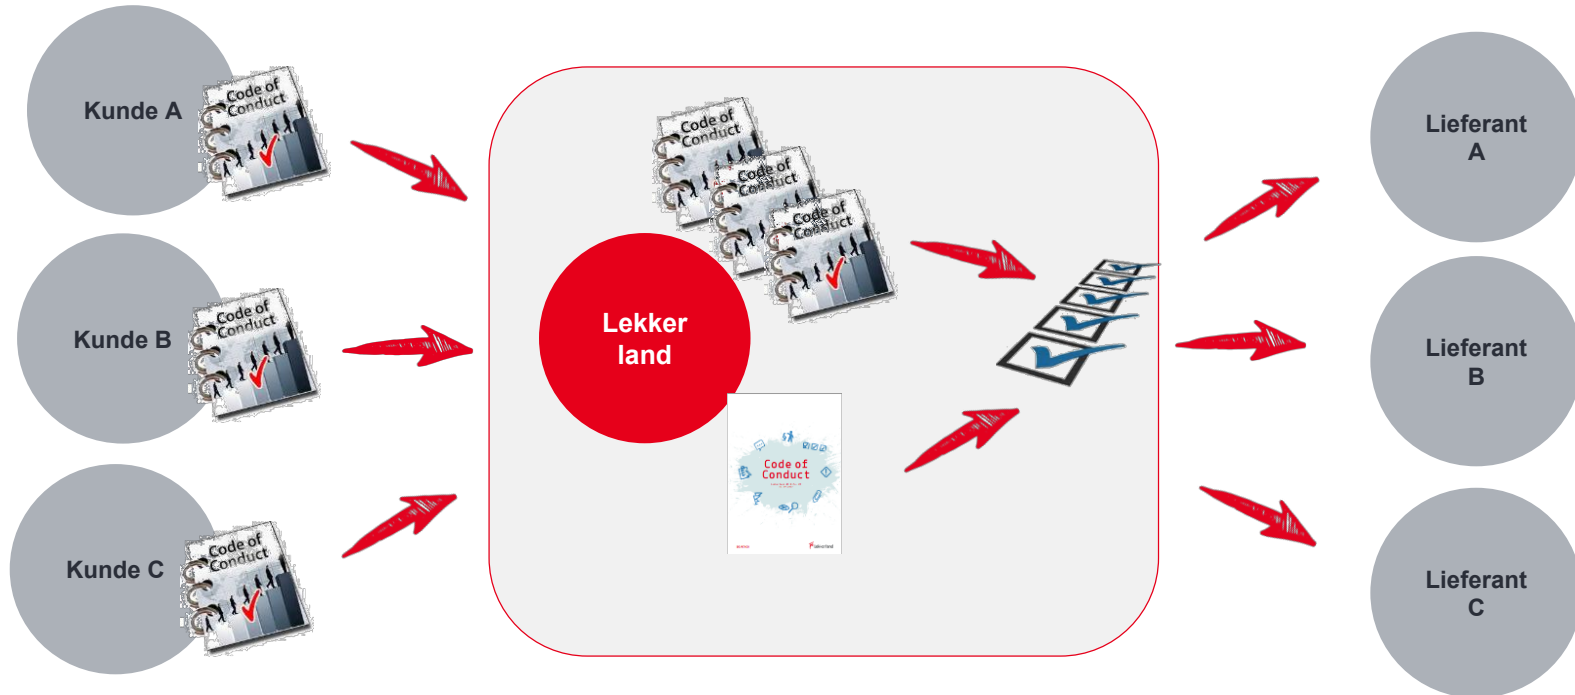 Kunde A
Code of
Conduct
Kunde B
Code of
Conduct
Kunde C
Code of
Conduct
Code of
Conduct
Code of
Conduct
Code of
Conduct
Lekker
land
Code of
Conduct
Lekkerland
Lieferant
A
Lieferant
B
Lieferant
C